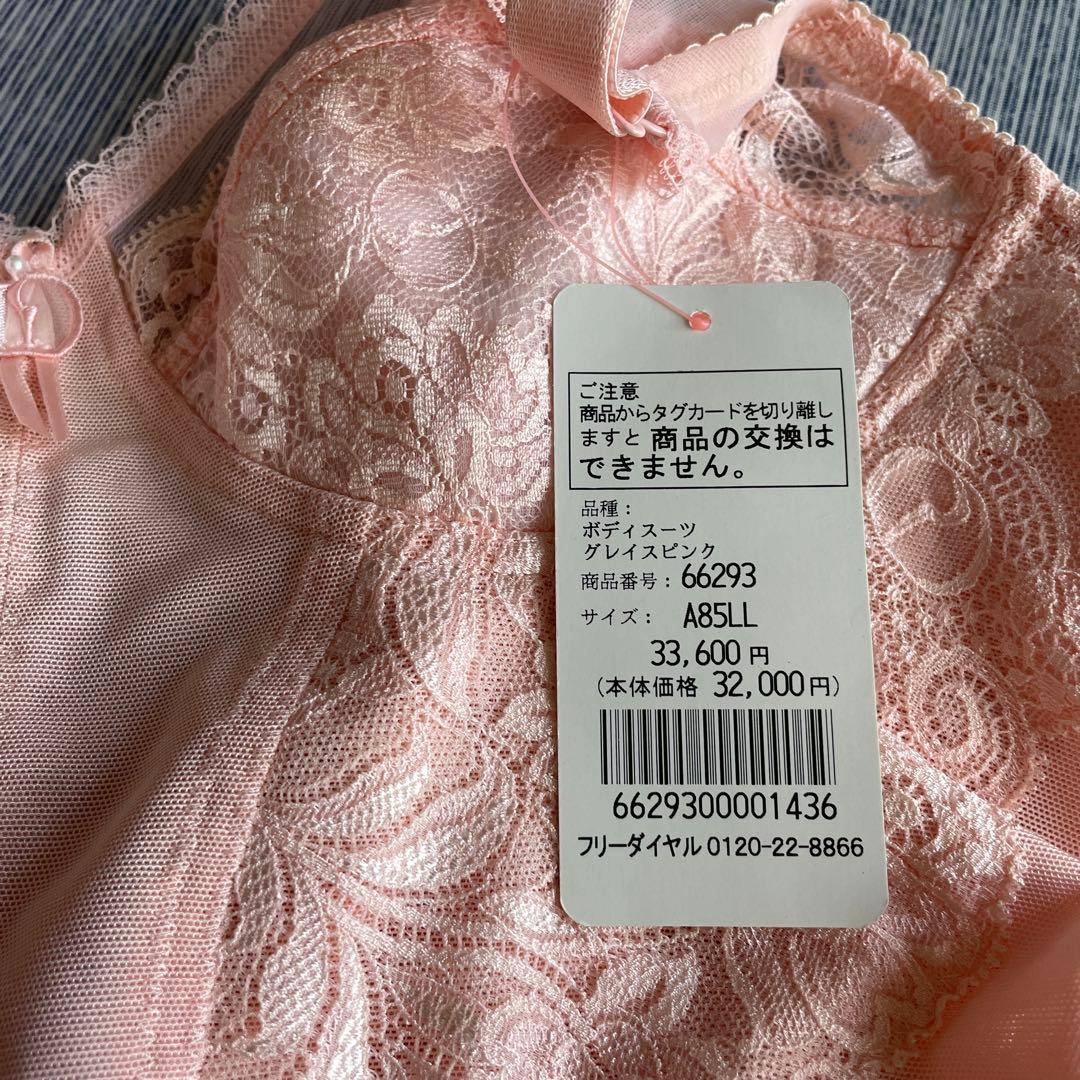 ご注意
商品からタグカードを切り離し
ますと 商品の交換は
できません。
品種：
ボディスーツ
グレイスピンク
商品番号：66293
サイズ： A85LL
33,600円
（本体価格 32,000円）
6629300001436
フリーダイヤル 0120-22-8866